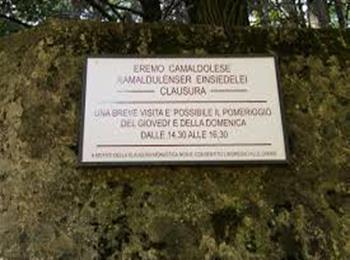 EREMO CAMALDOLESE
KAMALDULENSER EINSIEDELEI
CLAUSURA
UNA BREVE VISITA E' POSSIBILE IL POMERIGGIO
DEL GIOVEDI' E DELLA DOMENICA
DALLE 14,30 ALLE 16,30